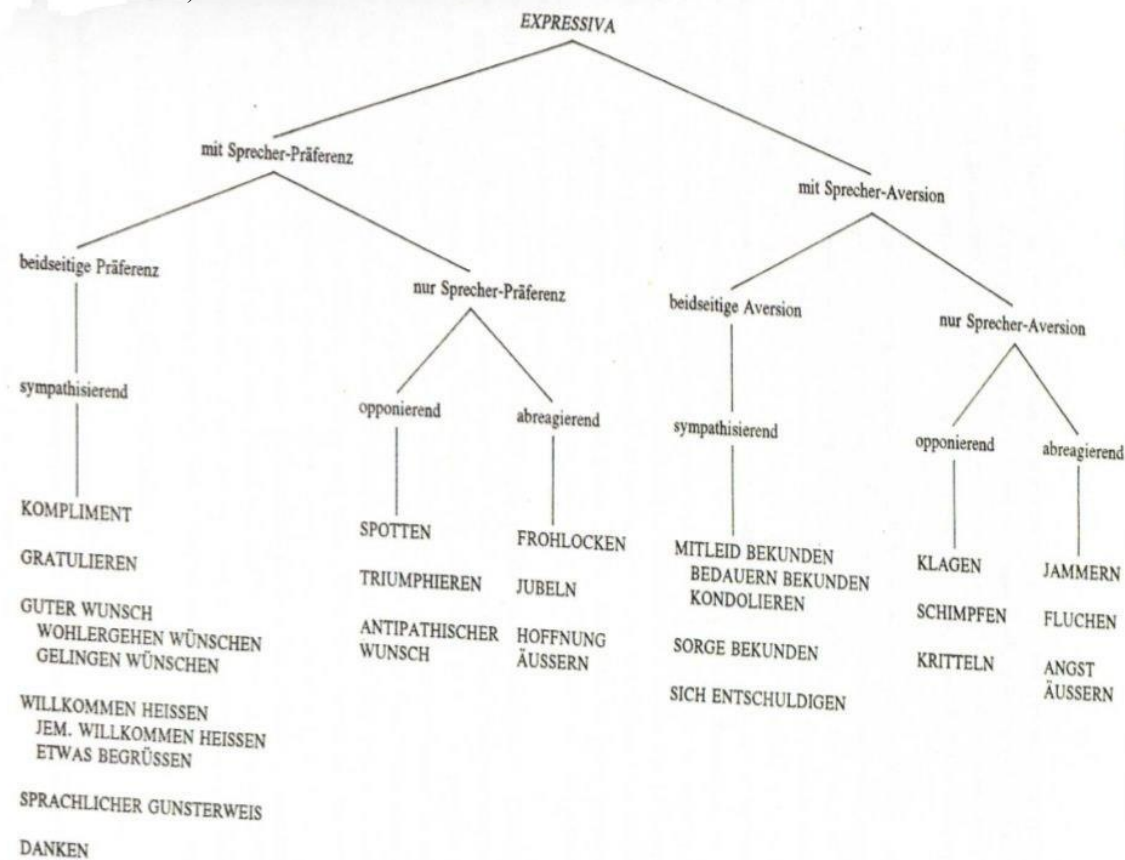 EXPRESSIVA
mit Sprecher-Präferenz
mit Sprecher-Aversion
beidseitige Präferenz
nur Sprecher-Präferenz
beidseitige Aversion
nur Sprecher-Aversion
sympathisierend
opponierend
abreagierend
sympathisierend
opponierend
abreagierend
KOMPLIMENT
GRATULIEREN
GUTER WUNSCH
WOHLERGEHEN WÜNSCHEN
GELINGEN WÜNSCHEN
WILLKOMMEN HEISSEN
JEM. WILLKOMMEN HEISSEN
ETWAS BEGRÜSSEN
SPRACHLICHER GUNSTERWEIS
DANKEN
SPOTTEN
TRIUMPHIEREN
ANTIPATHISCHER
WUNSCH
FROHLOCKEN
JUBELN
HOFFNUNG
ÄUSSERN
MITLEID BEKUNDEN
BEDAUERN BEKUNDEN
KONDOLIEREN
SORGE BEKUNDEN
SICH ENTSCHULDIGEN
KLAGEN
SCHIMPFEN
KRITTELN
JAMMERN
FLUCHEN
ANGST
ÄUSSERN